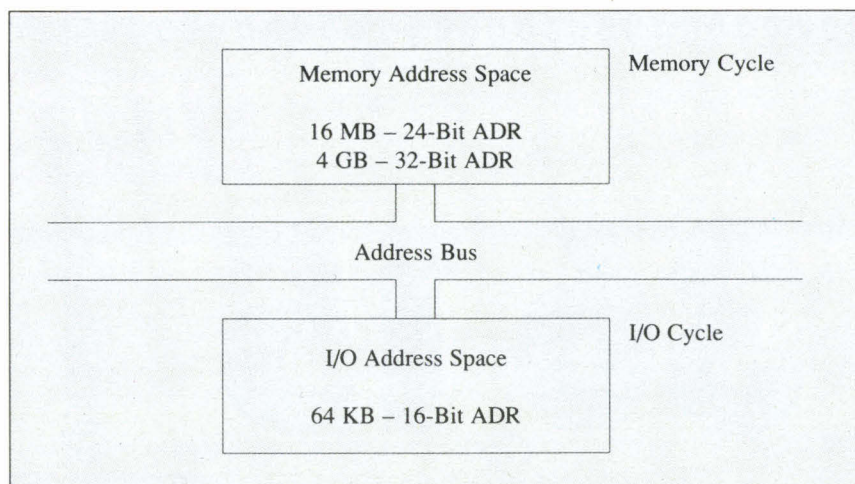 Memory Address Space
Memory Cycle
16 MB – 24-Bit ADR
4 GB – 32-Bit ADR
Address Bus
I/O Address Space
I/O Cycle
64 KB – 16-Bit ADR